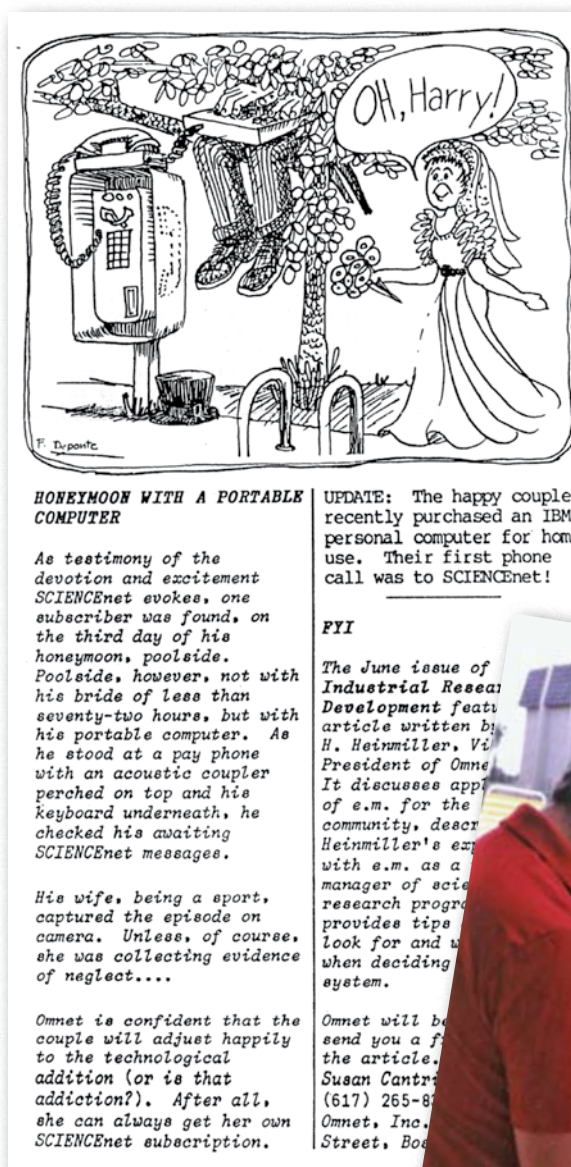 OH, Harry!
F. Deponte
HONEYMOON WITH A PORTABLE
COMPUTER
As testimony of the
devotion and excitement
SCIENCEnet evokes, one
subscriber was found, on
the third day of his
honeymoon, poolside.
Poolside, however, not with
his bride of less than
seventy-two hours, but with
his portable computer. As
he stood at a pay phone
with an acoustic coupler
perched on top and his
keyboard underneath, he
checked his awaiting
SCIENCEnet messages.
His wife, being a sport,
captured the episode on
camera. Unless, of course,
she was collecting evidence
of neglect....
Omnet is confident that the
couple will adjust happily
to the technological
addition (or is that
addiction?). After all,
she can always get her own
SCIENCEnet subscription.
UPDATE: The happy couple
recently purchased an IBM
personal computer for
use. Their first phone
call was to SCIENCEnet!
FYI
The June issue of
Industrial
Development
article written
H. Heinmiller,
President of
It discusses
of e.m. for the
community,
Heinmiller's
with e.m. as a
manager of
research
provides tips
look for and
when deciding
system.
Omnet will
send you a
the article.
Susan
(617)
Omnet, Inc.
Street,